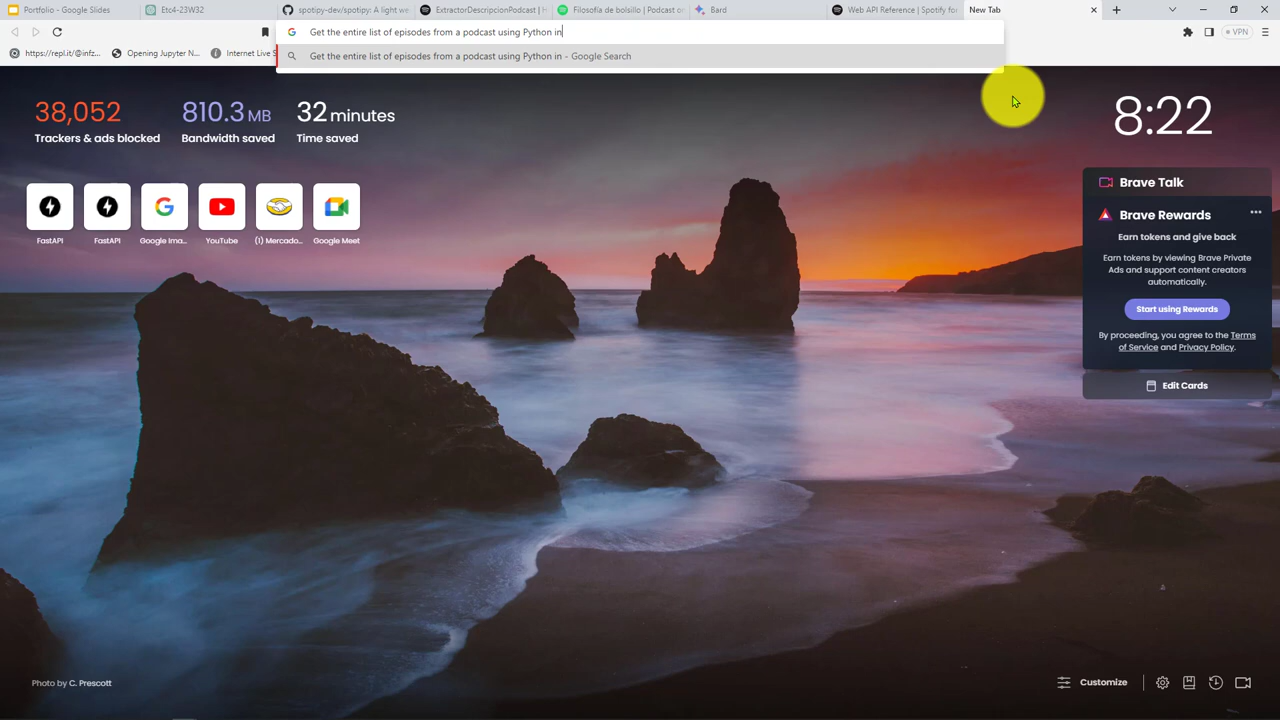 Portfolio - Google Slides
Etc4-23W32
spotipy-dev/spotipy: A light we
ExtractorDescripcionPodcast | H
Filosofía de bolsillo | Podcast on
Bard
Web API Reference | Spotify for
New Tab
Get the entire list of episodes from a podcast using Python in
VPN
https://repl.it/@infz...
Opening Jupyter N...
Internet Live S
Get the entire list of episodes from a podcast using Python in - Google Search
38,052
Trackers & ads blocked
810.3 MB
Bandwidth saved
32 minutes
Time saved
8:22
FastAPI
FastAPI
Google Ima...
YouTube
(1) Mercado...
Google Meet
Brave Talk
Brave Rewards
Earn tokens and give back
Earn tokens by viewing Brave Private
Ads and support content creators
automatically.
Start using Rewards
By proceeding, you agree to the Terms
of Service and Privacy Policy.
Edit Cards
Photo by C. Prescott
Customize